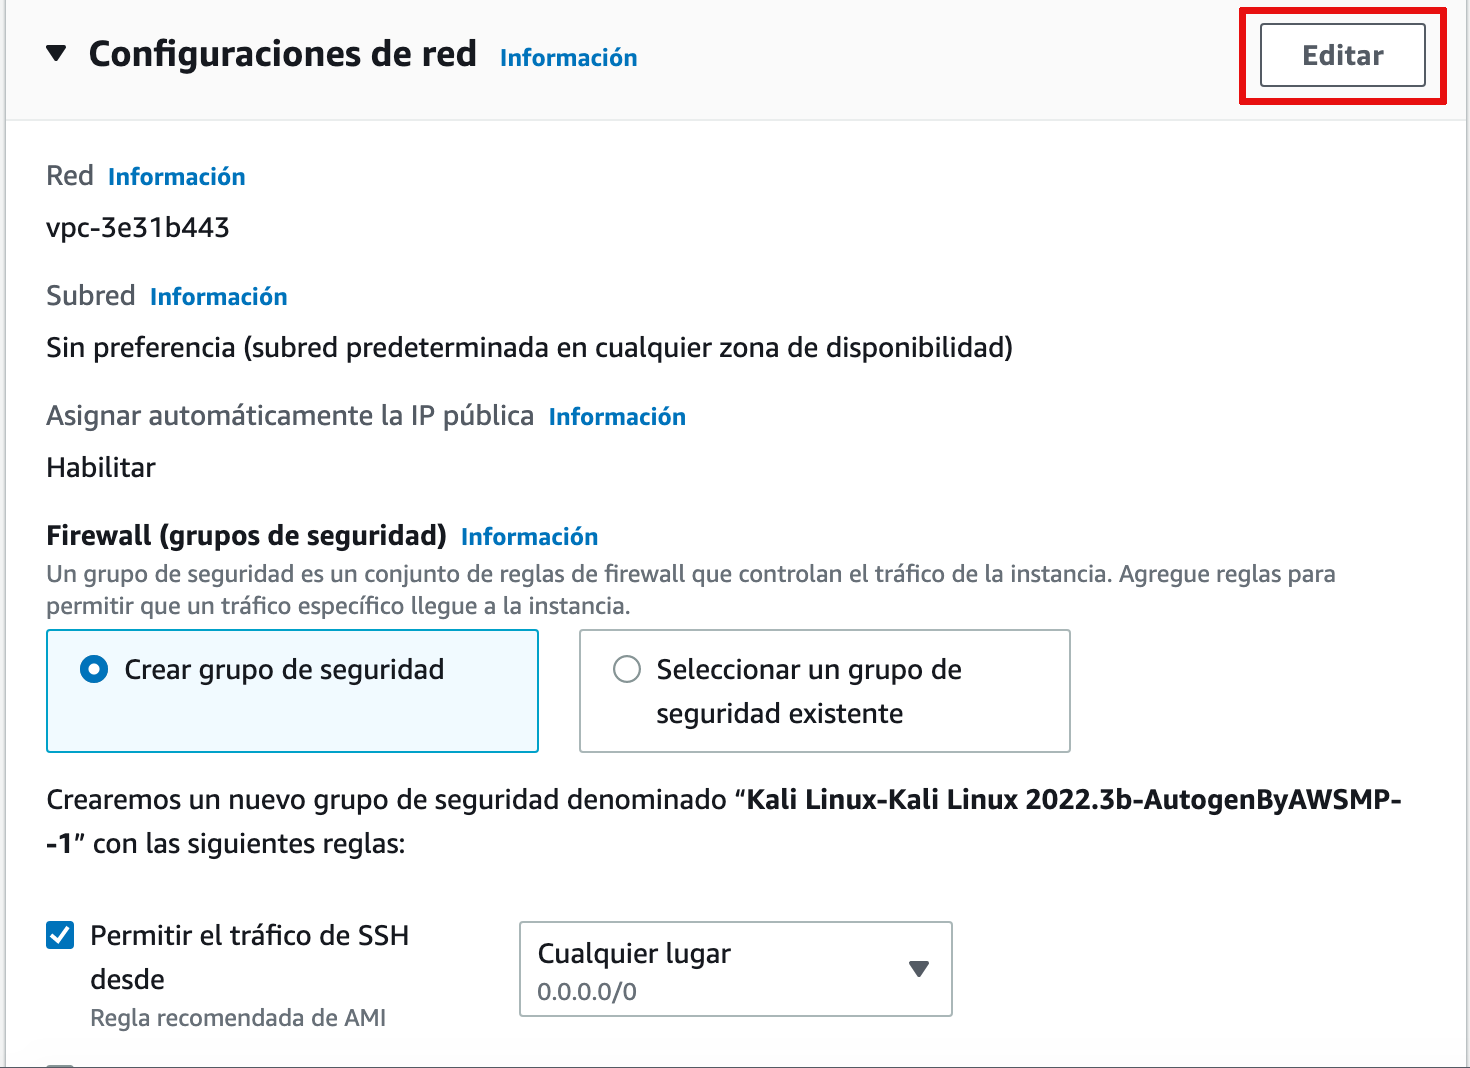 Configuraciones de red Información Editar
Red Información
vpc-3e31b443
Subred Información
Sin preferencia (subred predeterminada en cualquier zona de disponibilidad)
Asignar automáticamente la IP pública Información
Habilitar
Firewall (grupos de seguridad) Información
Un grupo de seguridad es un conjunto de reglas de firewall que controlan el tráfico de la instancia. Agregue reglas para
permitir que un tráfico específico llegue a la instancia.
Crear grupo de seguridad
Seleccionar un grupo de
seguridad existente
Crearemos un nuevo grupo de seguridad denominado “Kali Linux-Kali Linux 2022.3b-AutogenByAWSMP-
-1” con las siguientes reglas:
Permitir el tráfico de SSH
desde
Regla recomendada de AMI
Cualquier lugar
0.0.0.0/0